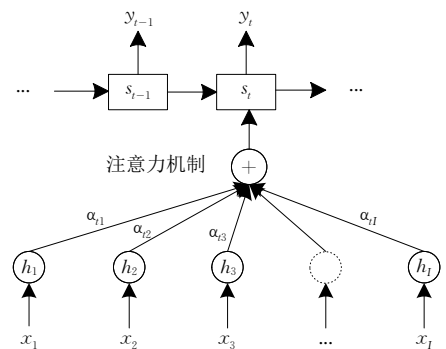 y_{t-1} y_t
... s_{t-1} s_t ...
注意力机制 +
α_{t1} α_{t2} α_{t3} α_{tI}
h_1 h_2 h_3 h_I
x_1 x_2 x_3 ... x_I